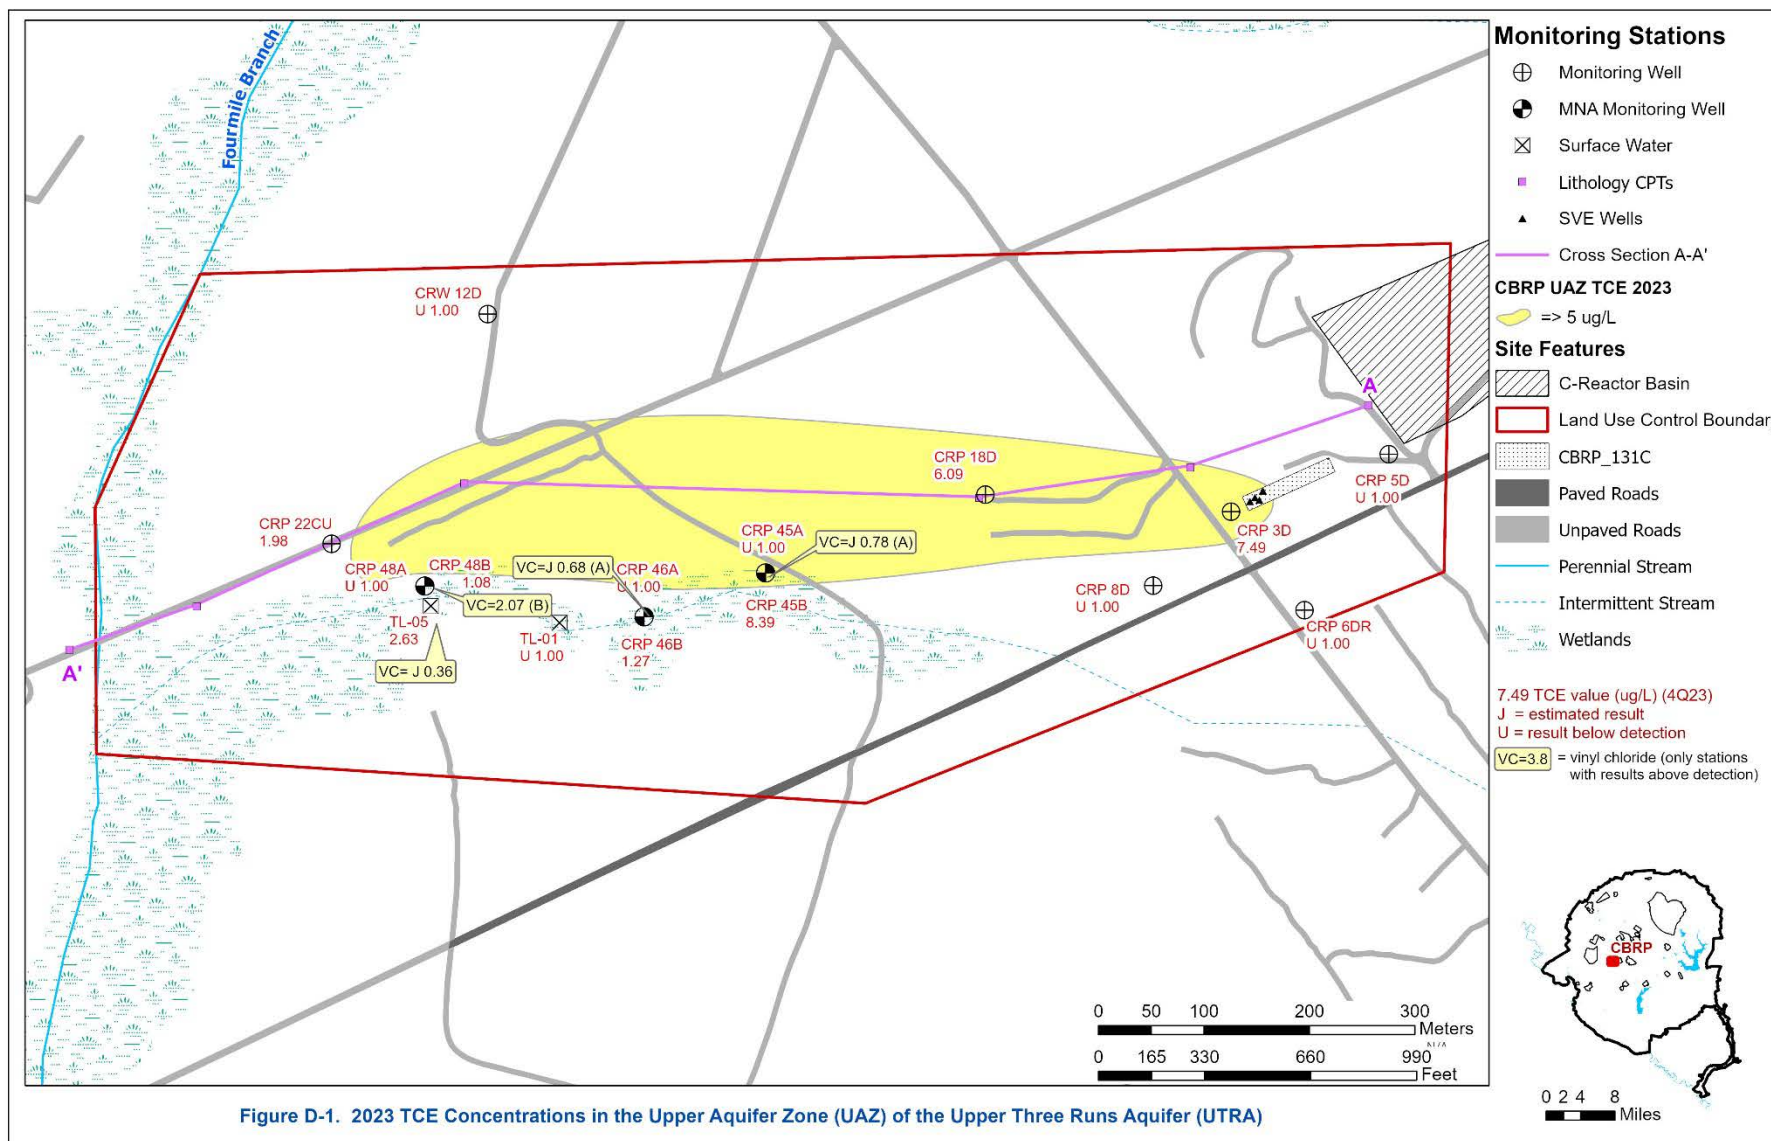 Fourmile Branch
CRW 12D
U 1.00
A
CRP 18D
6.09
CRP 5D
U 1.00
CRP 22CU
1.98
CRP 3D
7.49
CRP 45A
U 1.00
VC=J 0.78 (A)
CRP 48A
U 1.00
CRP 48B
1.08
VC=J 0.68 (A)
CRP 46A
U 1.00
CRP 8D
U 1.00
VC=2.07 (B)
CRP 45B
8.39
TL-05
2.63
TL-01
U 1.00
CRP 46B
1.27
CRP 6DR
U 1.00
VC= J 0.36
A'
0 50 100 200 300
Meters
0 165 330 660 990
Feet
Figure D-1. 2023 TCE Concentrations in the Upper Aquifer Zone (UAZ) of the Upper Three Runs Aquifer (UTRA)
Monitoring Stations
Monitoring Well
MNA Monitoring Well
Surface Water
Lithology CPTs
SVE Wells
Cross Section A-A'
CBRP UAZ TCE 2023
=> 5 ug/L
Site Features
C-Reactor Basin
Land Use Control Boundar
CBRP_131C
Paved Roads
Unpaved Roads
Perennial Stream
Intermittent Stream
Wetlands
7.49 TCE value (ug/L) (4Q23)
J = estimated result
U = result below detection
VC=3.8 = vinyl chloride (only stations
with results above detection)
CBRP
0 2 4 8
Miles